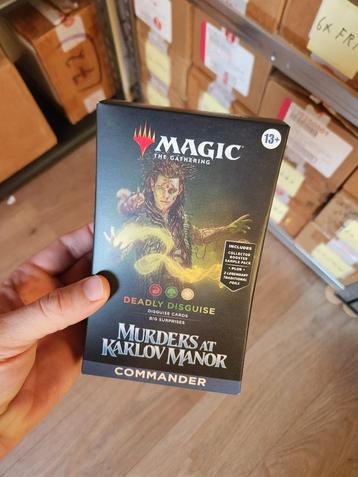 MAGIC
THE GATHERING
13+
INCLUDES
COLLECTOR
BOOSTER
SAMPLE PACK
+ PLUS +
2 LEGENDARY
TRADITIONAL
FOILS
DEADLY DISGUISE
DISGUISE CARDS
BIG SURPRISES
MURDERS AT
KARLOV MANOR
COMMANDER
6x FR